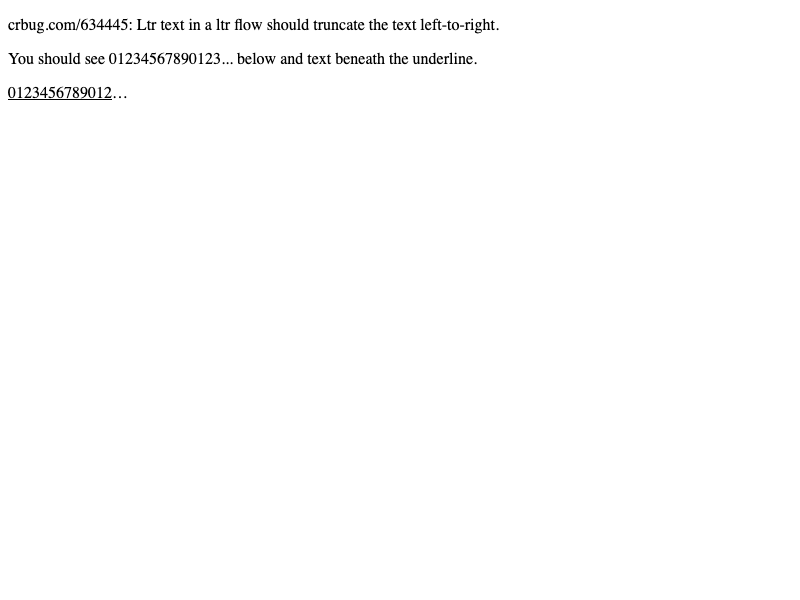 crbug.com/634445: Ltr text in a ltr flow should truncate the text left-to-right.
You should see 01234567890123... below and text beneath the underline.
0123456789012…